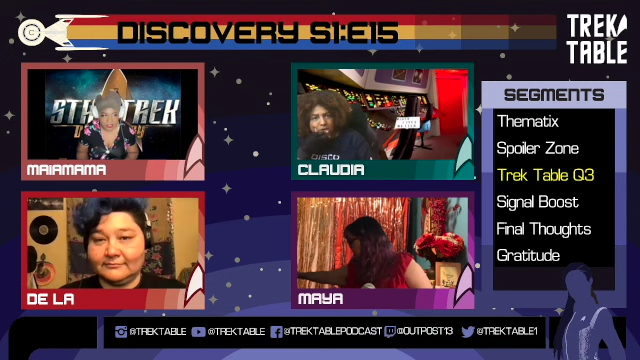 DISCOVERY S1:E15
TREK
TABLE
STAR TREK
MAIAMAMA
DISCO
CLAUDIA
SEGMENTS
Thematix
Spoiler Zone
Trek Table Q3
Signal Boost
Final Thoughts
Gratitude
DE LA
MAYA
@TREKTABLE @TREKTABLE @TREKTABLEPODCAST @OUTPOST13 @TREKTABLE1